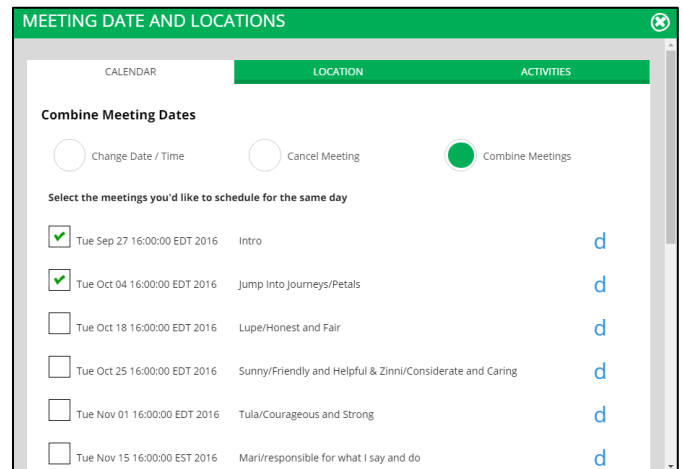 MEETING DATE AND LOCATIONS
CALENDAR LOCATION ACTIVITIES
Combine Meeting Dates
Change Date / Time Cancel Meeting Combine Meetings
Select the meetings you'd like to schedule for the same day
Tue Sep 27 16:00:00 EDT 2016 Intro d
Tue Oct 04 16:00:00 EDT 2016 Jump Into Journeys/Petals d
Tue Oct 18 16:00:00 EDT 2016 Lupe/Honest and Fair d
Tue Oct 25 16:00:00 EDT 2016 Sunny/Friendly and Helpful & Zinni/Considerate and Caring d
Tue Nov 01 16:00:00 EDT 2016 Tula/Courageous and Strong d
Tue Nov 15 16:00:00 EST 2016 Mari/responsible for what I say and do d